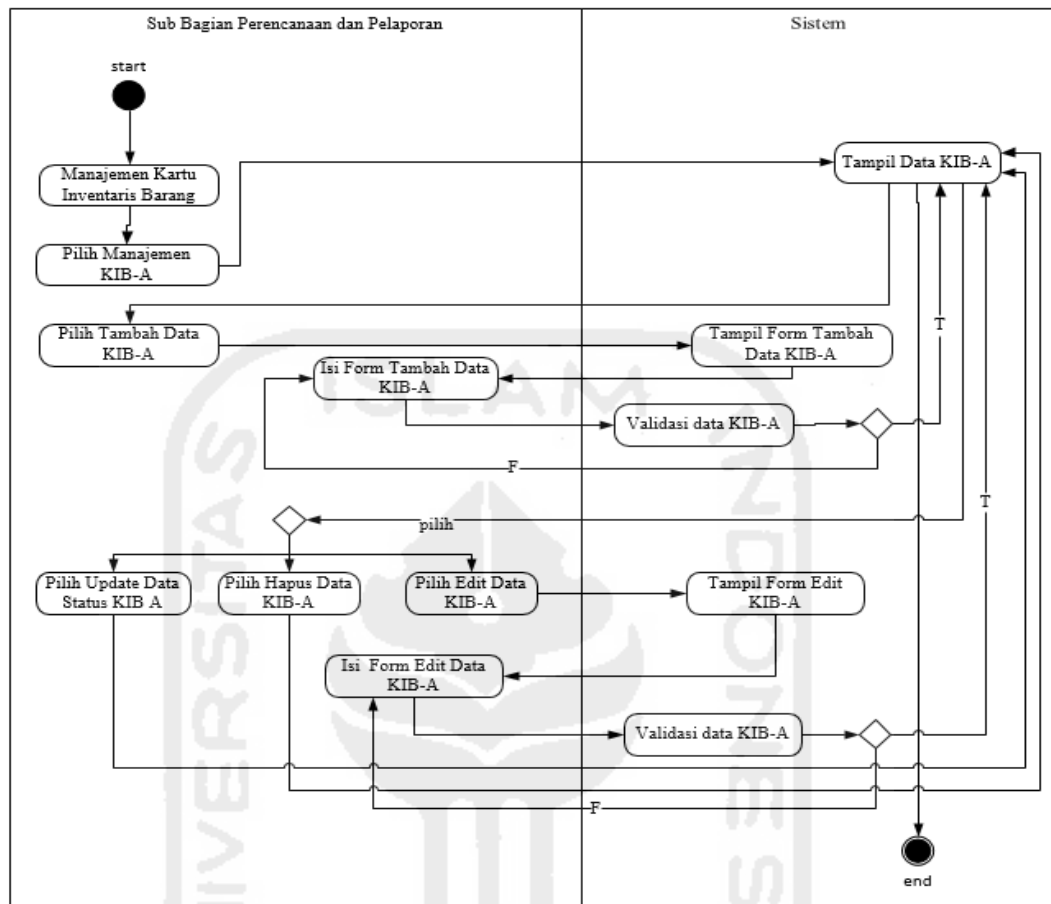 Sub Bagian Perencanaan dan Pelaporan
Sistem
start
Manajemen Kartu
Inventaris Barang
Tampil Data KIB-A
Pilih Manajemen
KIB-A
Pilih Tambah Data
KIB-A
Tampil Form Tambah
Data KIB-A
T
Isi Form Tambah Data
KIB-A
Validasi data KIB-A
F
T
pilih
Pilih Update Data
Status KIB A
Pilih Hapus Data
KIB-A
Pilih Edit Data
KIB-A
Tampil Form Edit
KIB-A
Isi Form Edit Data
KIB-A
Validasi data KIB-A
F
end
UNIVERSITAS
ISLAM
INDONES